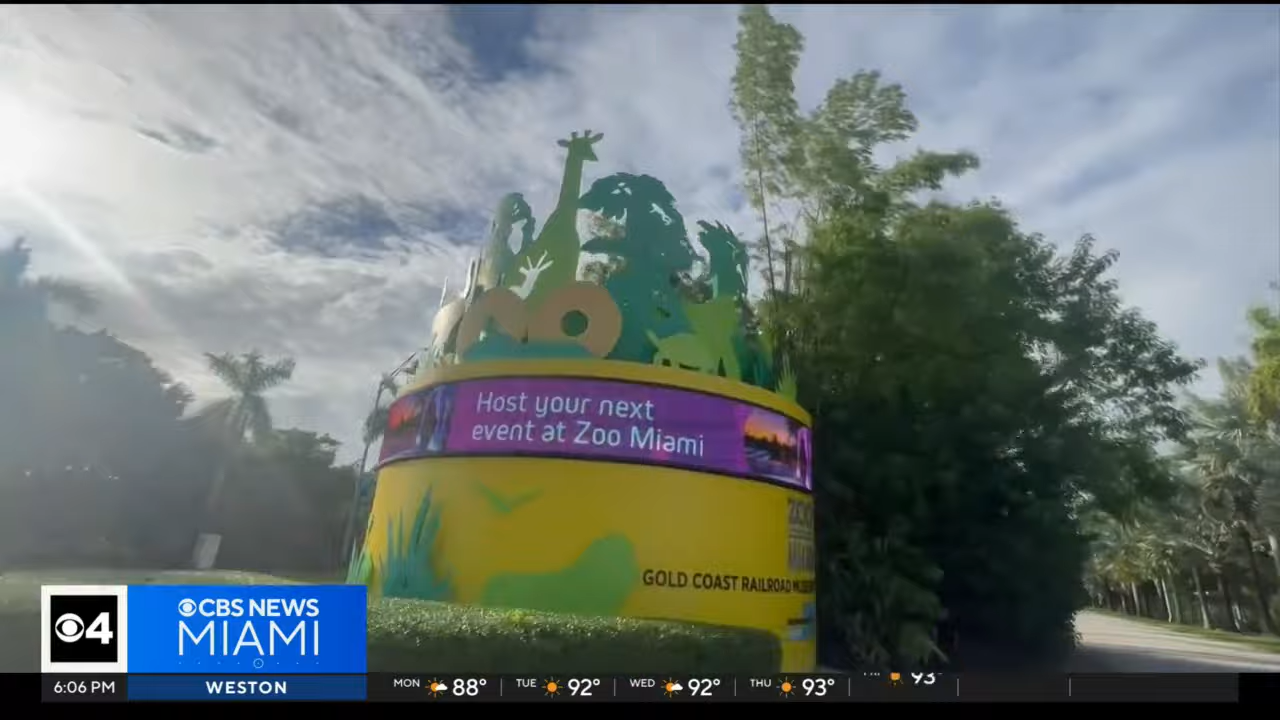 Host your next
event at Zoo Miami
ZOO
GOLD COAST RAILROAD
4
CBS NEWS
MIAMI
6:06 PM
WESTON
MON 88° TUE 92° WED 92° THU 93° 93°